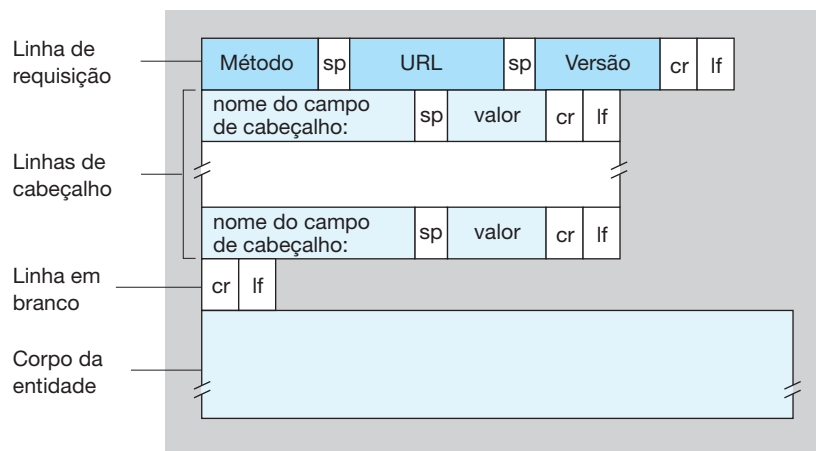 Linha de
requisição
Método sp URL sp Versão cr lf
nome do campo
de cabeçalho:
sp valor cr lf
Linhas de
cabeçalho
nome do campo
de cabeçalho:
sp valor cr lf
Linha em
branco
cr lf
Corpo da
entidade